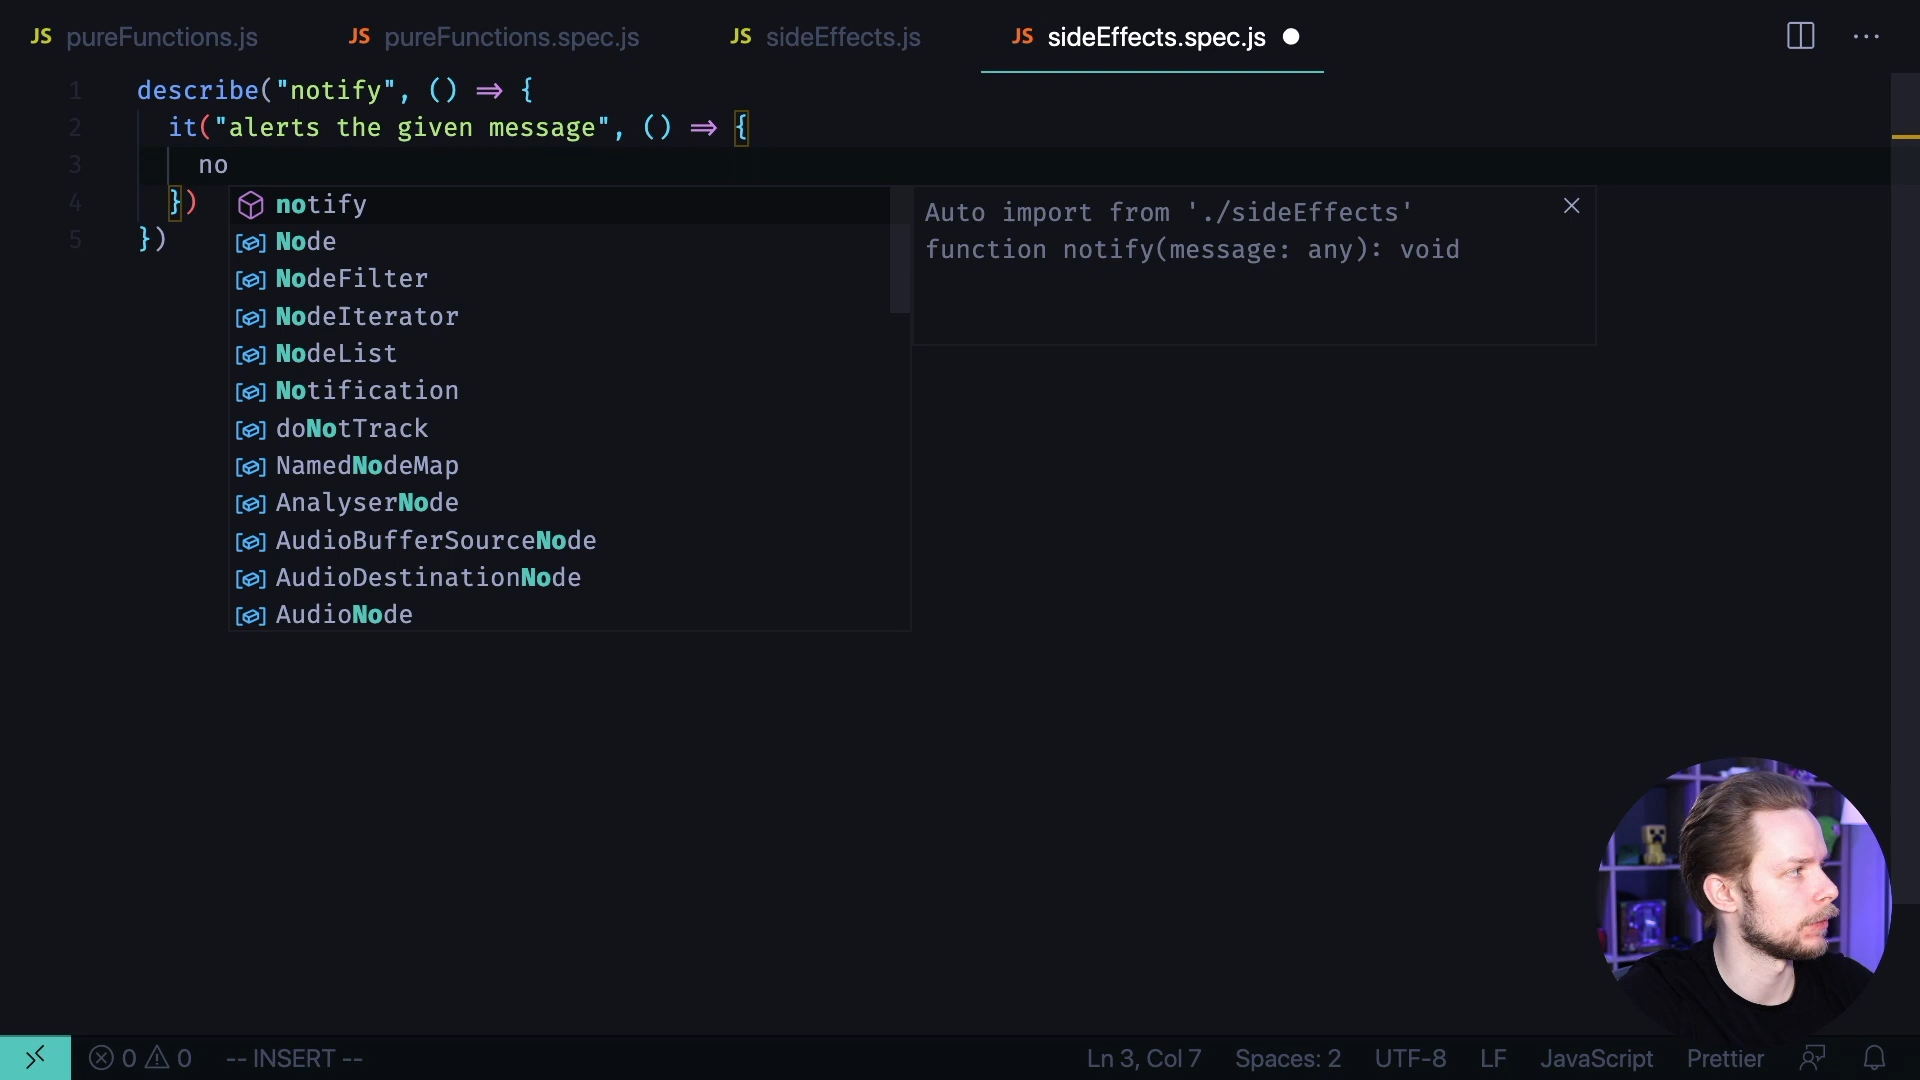 JS pureFunctions.js JS pureFunctions.spec.js JS sideEffects.js JS sideEffects.spec.js
1 describe("notify", () => {
2 it("alerts the given message", () => {
3 no
4 })
5 })
notify
Node
NodeFilter
NodeIterator
NodeList
Notification
doNotTrack
NamedNodeMap
AnalyserNode
AudioBufferSourceNode
AudioDestinationNode
AudioNode
Auto import from './sideEffects'
function notify(message: any): void
0 0 -- INSERT -- Ln 3, Col 7 Spaces: 2 UTF-8 LF JavaScript Prettier